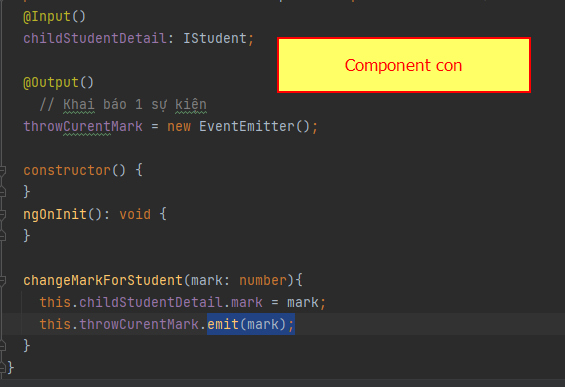 @Input()
childStudentDetail: IStudent;
Component con
@Output()
// Khai báo 1 sự kiện
throwCurentMark = new EventEmitter();
constructor() {
}
ngOnInit(): void {
}
changeMarkForStudent(mark: number){
this.childStudentDetail.mark = mark;
this.throwCurentMark.emit(mark);
}
}